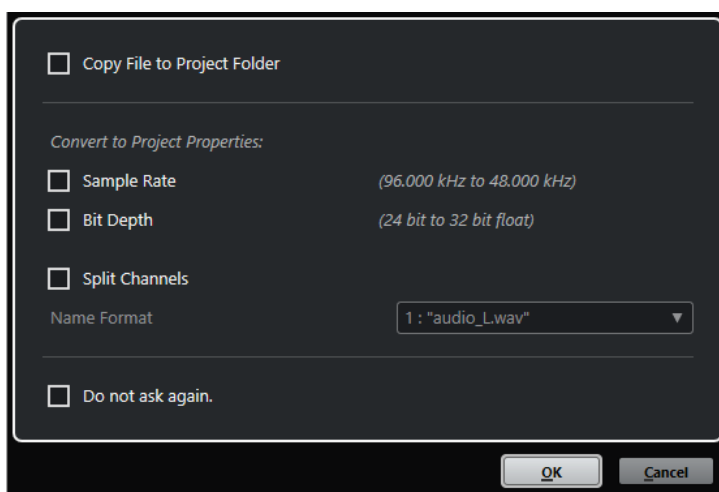 Copy File to Project Folder
Convert to Project Properties:
Sample Rate (96.000 kHz to 48.000 kHz)
Bit Depth (24 bit to 32 bit float)
Split Channels
Name Format 1 : "audio_L.wav"
Do not ask again.
OK Cancel